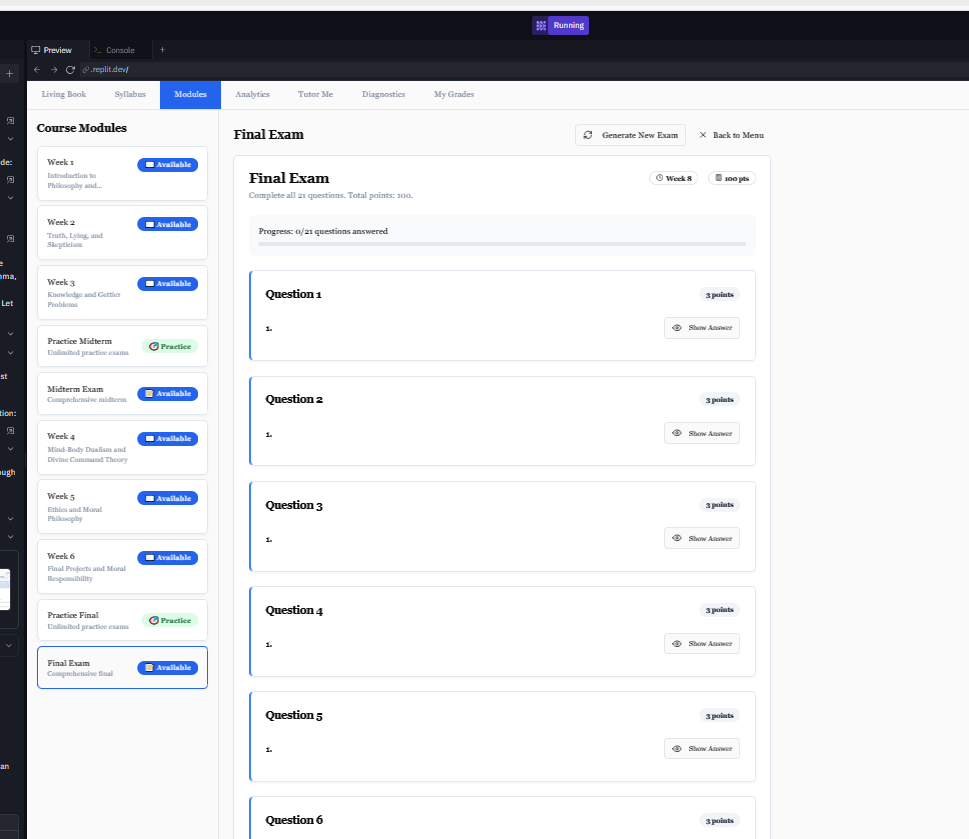 Running
Preview
Console
.replit.dev/
Living Book
Syllabus
Modules
Analytics
Tutor Me
Diagnostics
My Grades
de:
e
mma,
Let
st
tion:
ough
an
Course Modules
Week 1
Available
Introduction to
Philosophy and...
Week 2
Available
Truth, Lying, and
Skepticism
Week 3
Available
Knowledge and Gettier
Problems
Practice Midterm
Practice
Unlimited practice exams
Midterm Exam
Available
Comprehensive midterm
Week 4
Available
Mind-Body Dualism and
Divine Command Theory
Week 5
Available
Ethics and Moral
Philosophy
Week 6
Available
Final Projects and Moral
Responsibility
Practice Final
Practice
Unlimited practice exams
Final Exam
Available
Comprehensive final
Final Exam
Generate New Exam
Back to Menu
Final Exam
Week 8
100 pts
Complete all 21 questions. Total points: 100.
Progress: 0/21 questions answered
Question 1
3 points
1.
Show Answer
Question 2
3 points
1.
Show Answer
Question 3
3 points
1.
Show Answer
Question 4
3 points
1.
Show Answer
Question 5
3 points
1.
Show Answer
Question 6
3 points